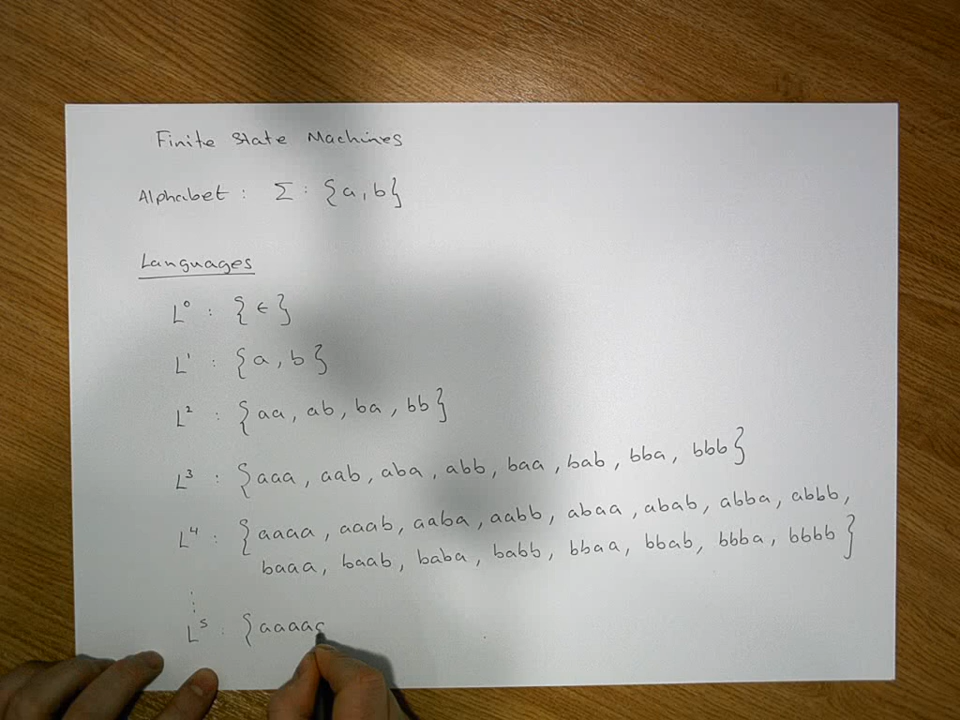 Finite State Machines
Alphabet : Σ : {a, b}
Languages
L⁰ : {ϵ}
L¹ : {a, b}
L² : {aa, ab, ba, bb}
L³ : {aaa, aab, aba, abb, baa, bab, bba, bbb}
L⁴ : {aaaa, aaab, aaba, aabb, abaa, abab, abba, abbb,
baaa, baab, baba, babb, bbaa, bbab, bbba, bbbb}
⋮
L⁵ : {aaaaa